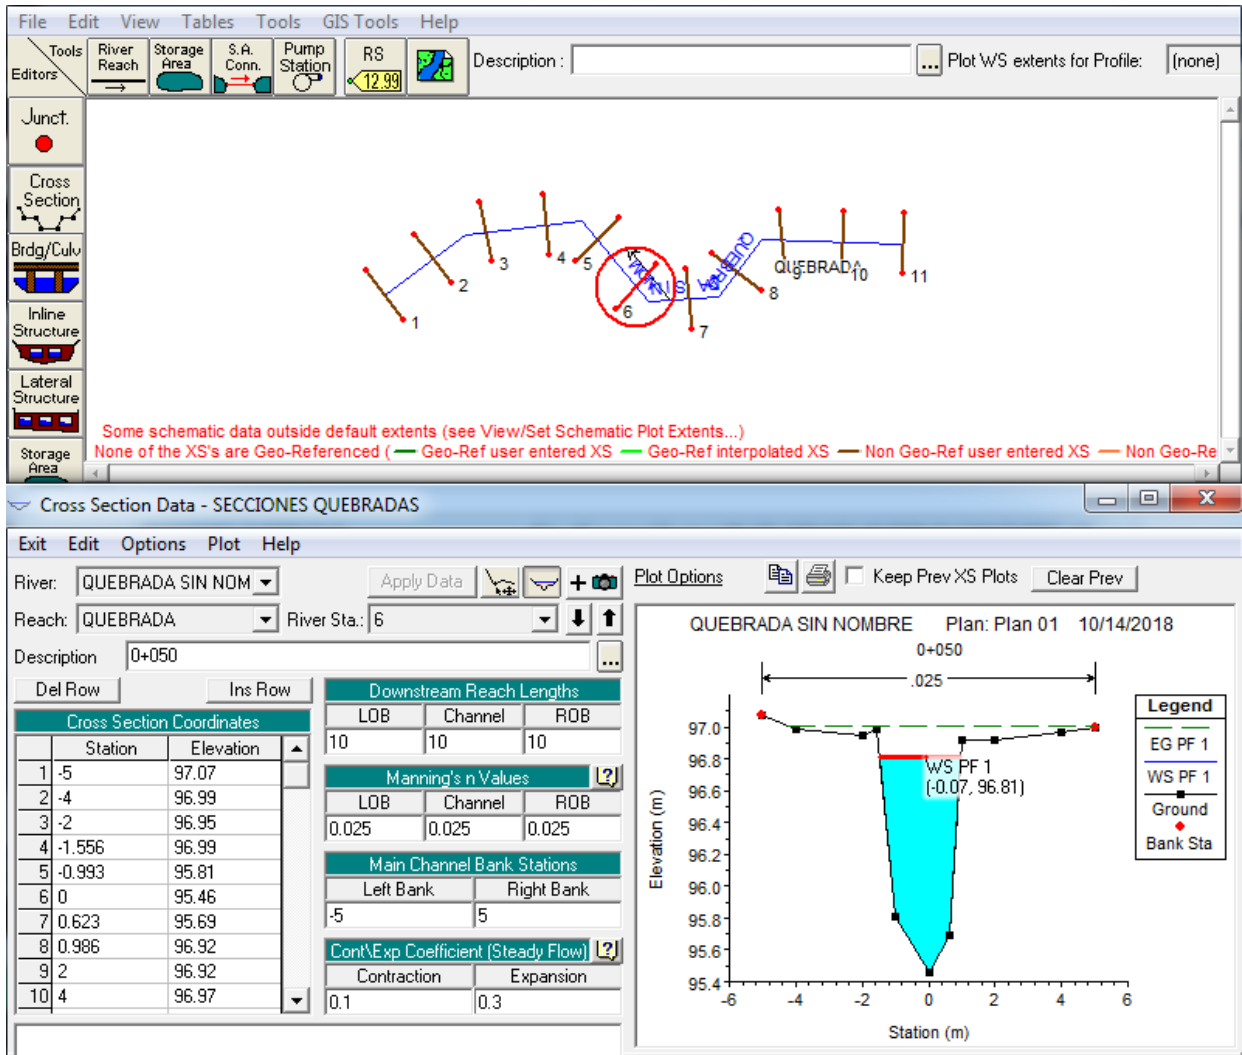 File Edit View Tables Tools GIS Tools Help
Tools
Editors
River Reach
Storage Area
S.A. Conn.
Pump Station
RS
12.99
Description :
...
Plot WS extents for Profile:
(none)
Junct.
Cross Section
Brdg/Culv
Inline Structure
Lateral Structure
Storage Area
1
2
3
4
5
6
7
8
9
10
11
QUEBRADA
Some schematic data outside default extents (see View/Set Schematic Plot Extents...)
None of the XS's are Geo-Referenced ( Geo-Ref user entered XS Geo-Ref interpolated XS Non Geo-Ref user entered XS Non Geo-Re
Cross Section Data - SECCIONES QUEBRADAS
Exit Edit Options Plot Help
River: QUEBRADA SIN NOM
Apply Data
Reach: QUEBRADA
River Sta.: 6
Description 0+050
...
Del Row Ins Row
Cross Section Coordinates
Station Elevation
1 -5 97.07
2 -4 96.99
3 -2 96.95
4 -1.556 96.99
5 -0.993 95.81
6 0 95.46
7 0.623 95.69
8 0.986 96.92
9 2 96.92
10 4 96.97
Downstream Reach Lengths
LOB Channel ROB
10 10 10
Manning's n Values
LOB Channel ROB
0.025 0.025 0.025
Main Channel Bank Stations
Left Bank Right Bank
-5 5
Cont\Exp Coefficient (Steady Flow)
Contraction Expansion
0.1 0.3
Plot Options
Keep Prev XS Plots
Clear Prev
QUEBRADA SIN NOMBRE Plan: Plan 01 10/14/2018
0+050
.025
97.0
96.8
96.6
96.4
96.2
96.0
95.8
95.6
95.4
Elevation (m)
-6 -4 -2 0 2 4 6
Station (m)
WS PF 1
(-0.07, 96.81)
Legend
EG PF 1
WS PF 1
Ground
Bank Sta